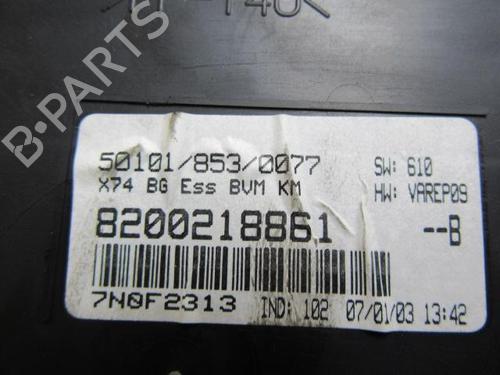 B-PARTS
50101/853/0077
SW: 610
X74 BG Ess BVM KM
HW: VAREP09
8200218861
--B
7N0F2313
IND: 102 07/01/03 13:42